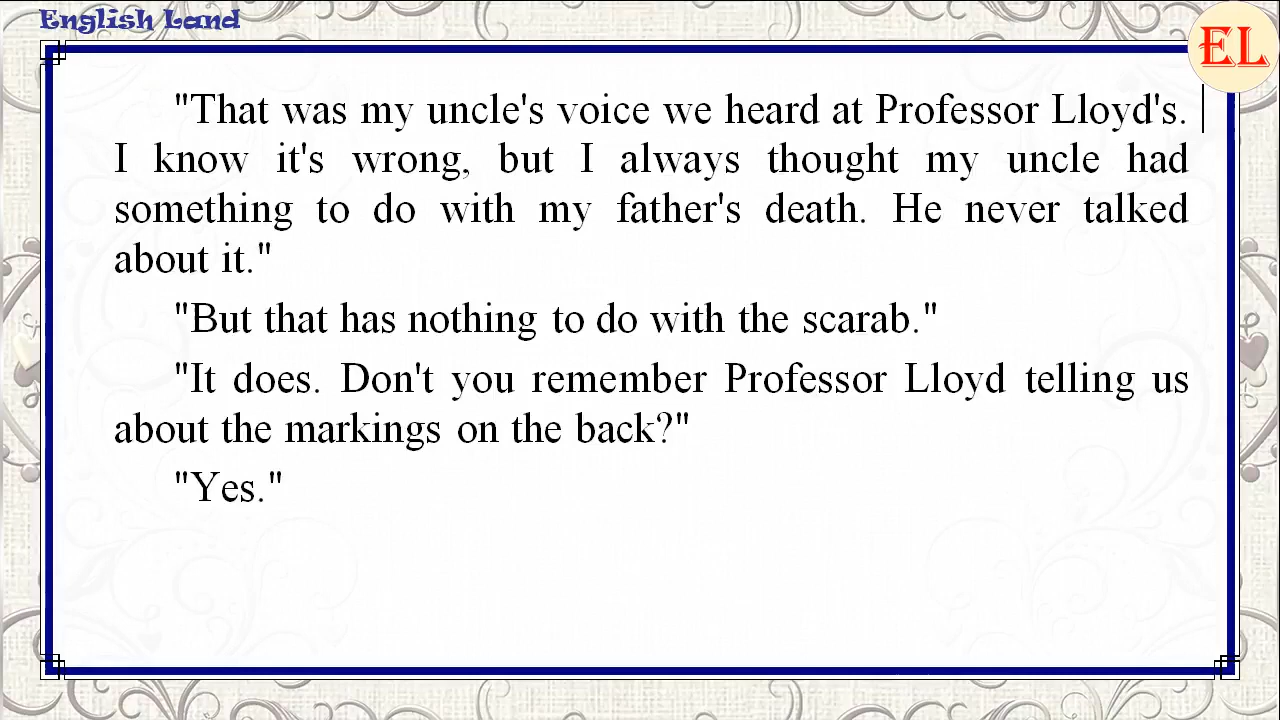 English Land
EL
"That was my uncle's voice we heard at Professor Lloyd's.
I know it's wrong, but I always thought my uncle had
something to do with my father's death. He never talked
about it."
"But that has nothing to do with the scarab."
"It does. Don't you remember Professor Lloyd telling us
about the markings on the back?"
"Yes."